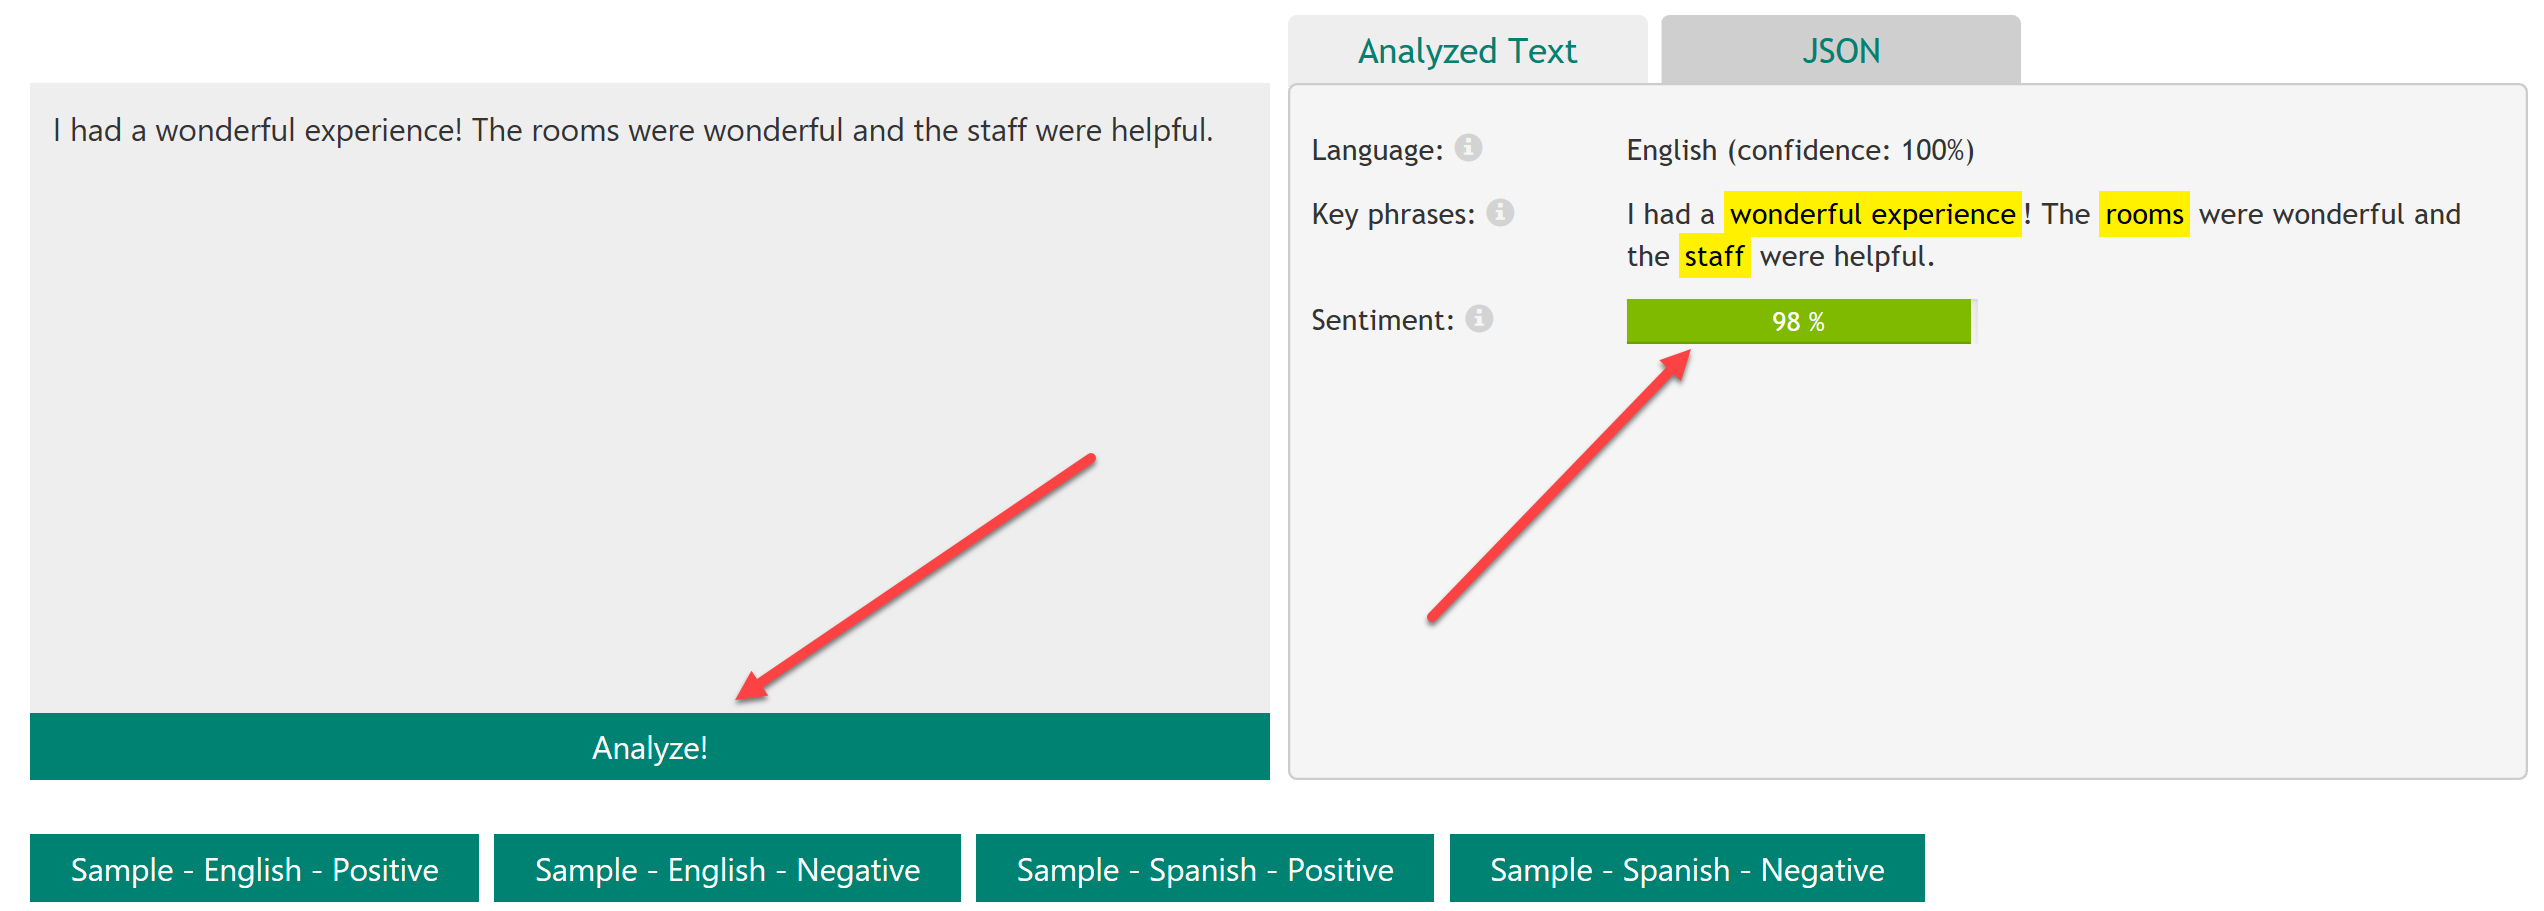 Analyzed Text
JSON
I had a wonderful experience! The rooms were wonderful and the staff were helpful.
Analyze!
Language:
English (confidence: 100%)
Key phrases:
I had a wonderful experience! The rooms were wonderful and
the staff were helpful.
Sentiment:
98 %
Sample - English - Positive
Sample - English - Negative
Sample - Spanish - Positive
Sample - Spanish - Negative